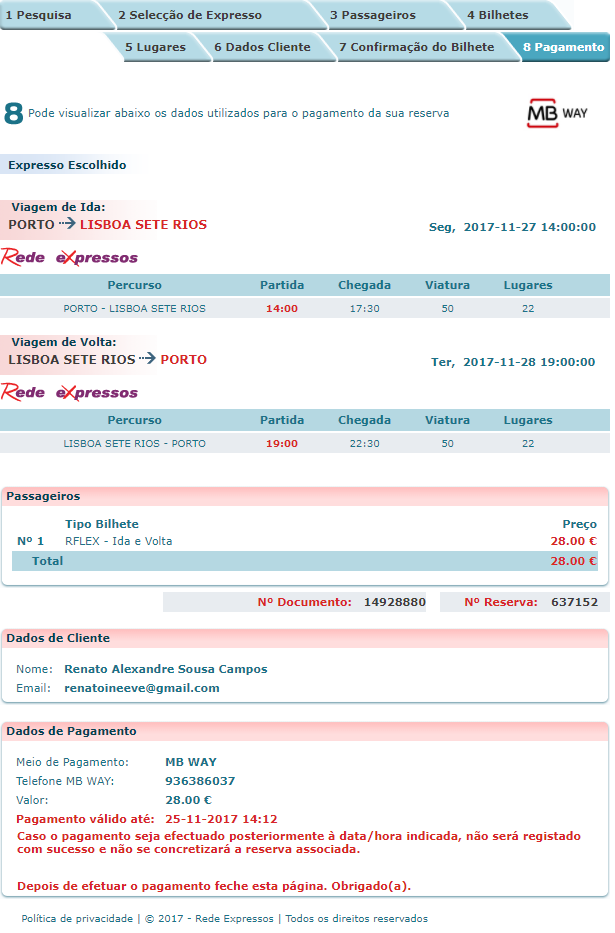 1 Pesquisa 2 Selecção de Expresso 3 Passageiros 4 Bilhetes
5 Lugares 6 Dados Cliente 7 Confirmação do Bilhete 8 Pagamento
8 Pode visualizar abaixo os dados utilizados para o pagamento da sua reserva MB WAY
Expresso Escolhido
Viagem de Ida:
PORTO LISBOA SETE RIOS Seg, 2017-11-27 14:00:00
Rede expressos
Percurso Partida Chegada Viatura Lugares
PORTO - LISBOA SETE RIOS 14:00 17:30 50 22
Viagem de Volta:
LISBOA SETE RIOS PORTO Ter, 2017-11-28 19:00:00
Rede expressos
Percurso Partida Chegada Viatura Lugares
LISBOA SETE RIOS - PORTO 19:00 22:30 50 22
Passageiros
Tipo Bilhete Preço
Nº 1 RFLEX - Ida e Volta 28.00 €
Total 28.00 €
Nº Documento: 14928880 Nº Reserva: 637152
Dados de Cliente
Nome: Renato Alexandre Sousa Campos
Email: renatoineeve@gmail.com
Dados de Pagamento
Meio de Pagamento: MB WAY
Telefone MB WAY: 936386037
Valor: 28.00 €
Pagamento válido até: 25-11-2017 14:12
Caso o pagamento seja efectuado posteriormente à data/hora indicada, não será registado
com sucesso e não se concretizará a reserva associada.
Depois de efetuar o pagamento feche esta página. Obrigado(a).
Política de privacidade | © 2017 - Rede Expressos | Todos os direitos reservados